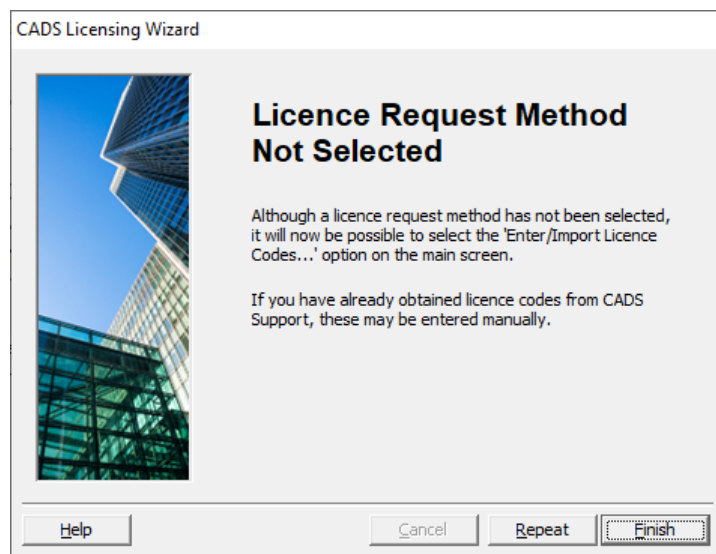 CADS Licensing Wizard
Licence Request Method
Not Selected
Although a licence request method has not been selected,
it will now be possible to select the 'Enter/Import Licence
Codes...' option on the main screen.
If you have already obtained licence codes from CADS
Support, these may be entered manually.
Help
Cancel
Repeat
Finish